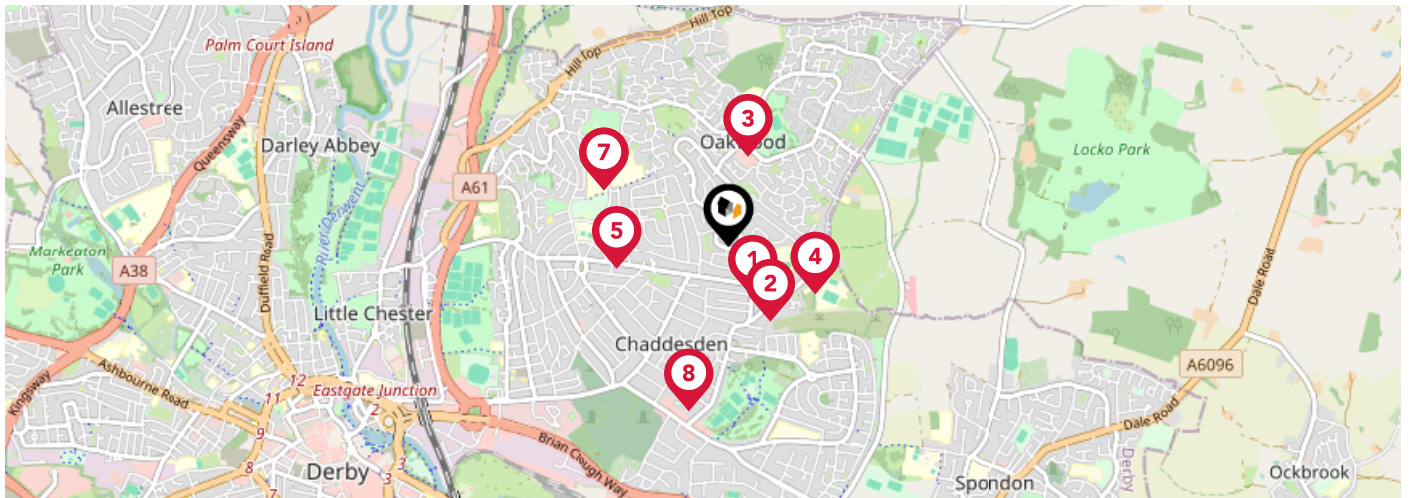 Hill Top
Palm Court Island
Hill Top
Allestree
3
Oakwood
Queensway
Darley Abbey
7
Locko Park
A61
River Derwent
5
Markeaton
Park
A38
Duffield Road
1
4
2
Dale Road
Little Chester
Chaddesden
A6096
Kingsway
Ashbourne Road
12
11
Eastgate Junction
2
8
9
Dale Road
Brian Clough Way
8
Derby
3
7
Derby
Spondon
Ockbrook